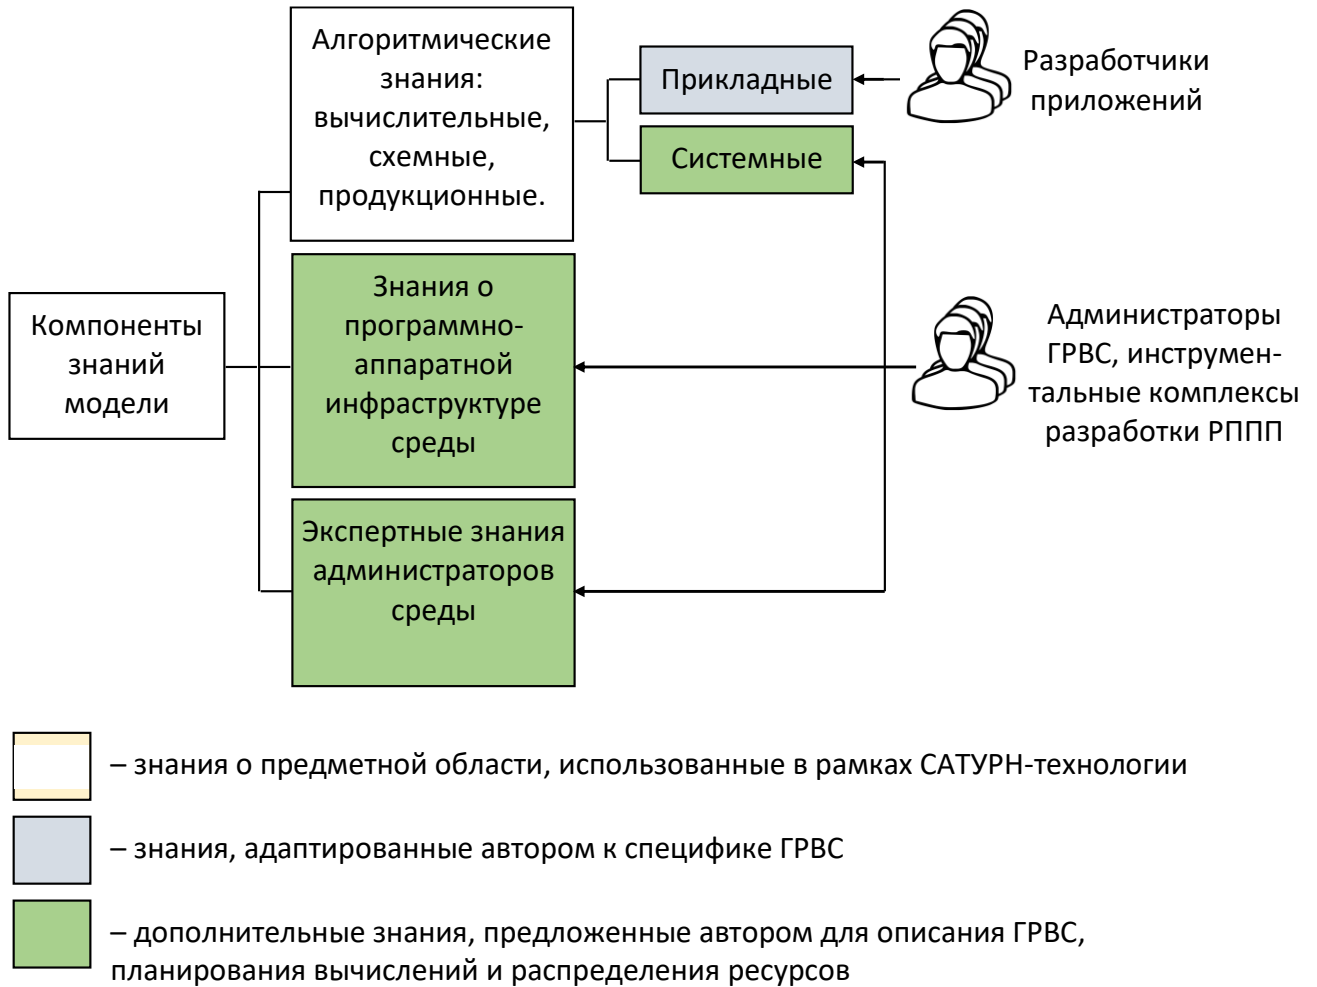 Алгоритмические
знания:
вычислительные,
схемные,
продукционные.
Прикладные
Системные
Разработчики
приложений
Компоненты
знаний
модели
Знания о
программно-
аппаратной
инфраструктуре
среды
Администраторы
ГРВС, инструмен-
тальные комплексы
разработки РППП
Экспертные знания
администраторов
среды
– знания о предметной области, использованные в рамках САТУРН-технологии
– знания, адаптированные автором к специфике ГРВС
– дополнительные знания, предложенные автором для описания ГРВС,
планирования вычислений и распределения ресурсов